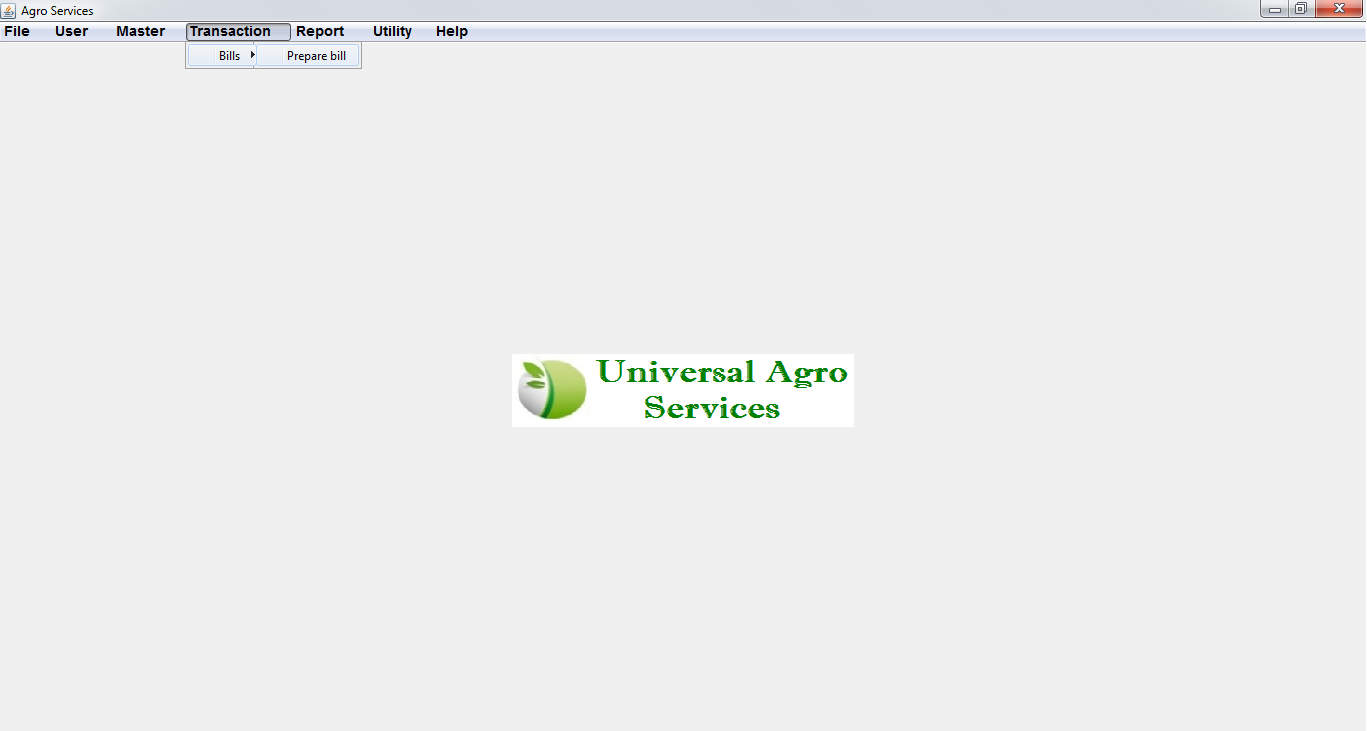 Agro Services
File User Master Transaction Report Utility Help
Bills Prepare bill
Universal Agro
Services